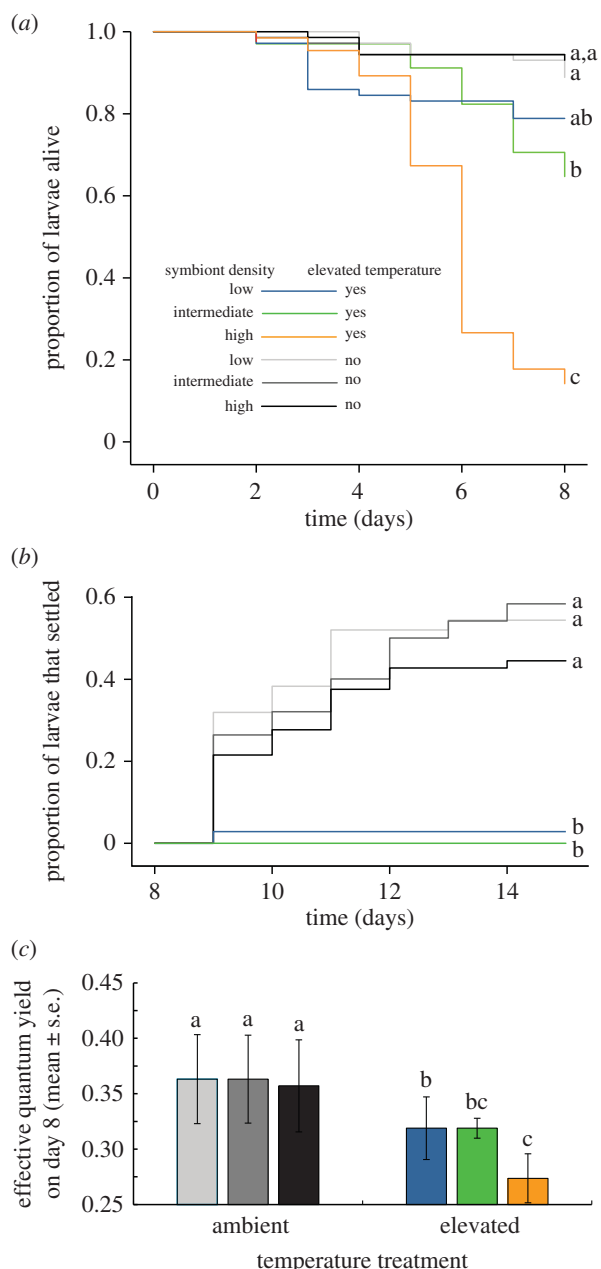 (a)
1.0
0.8
0.6
0.4
0.2
0
proportion of larvae alive
a,a
a
ab
b
c
symbiont density elevated temperature
low yes
intermediate yes
high yes
low no
intermediate no
high no
0 2 4 6 8
time (days)
(b)
0.6
0.4
0.2
0
proportion of larvae that settled
a
a
a
b
b
8 10 12 14
time (days)
(c)
0.45
0.40
0.35
0.30
0.25
effective quantum yield
on day 8 (mean ± s.e.)
a a a
b bc c
ambient elevated
temperature treatment